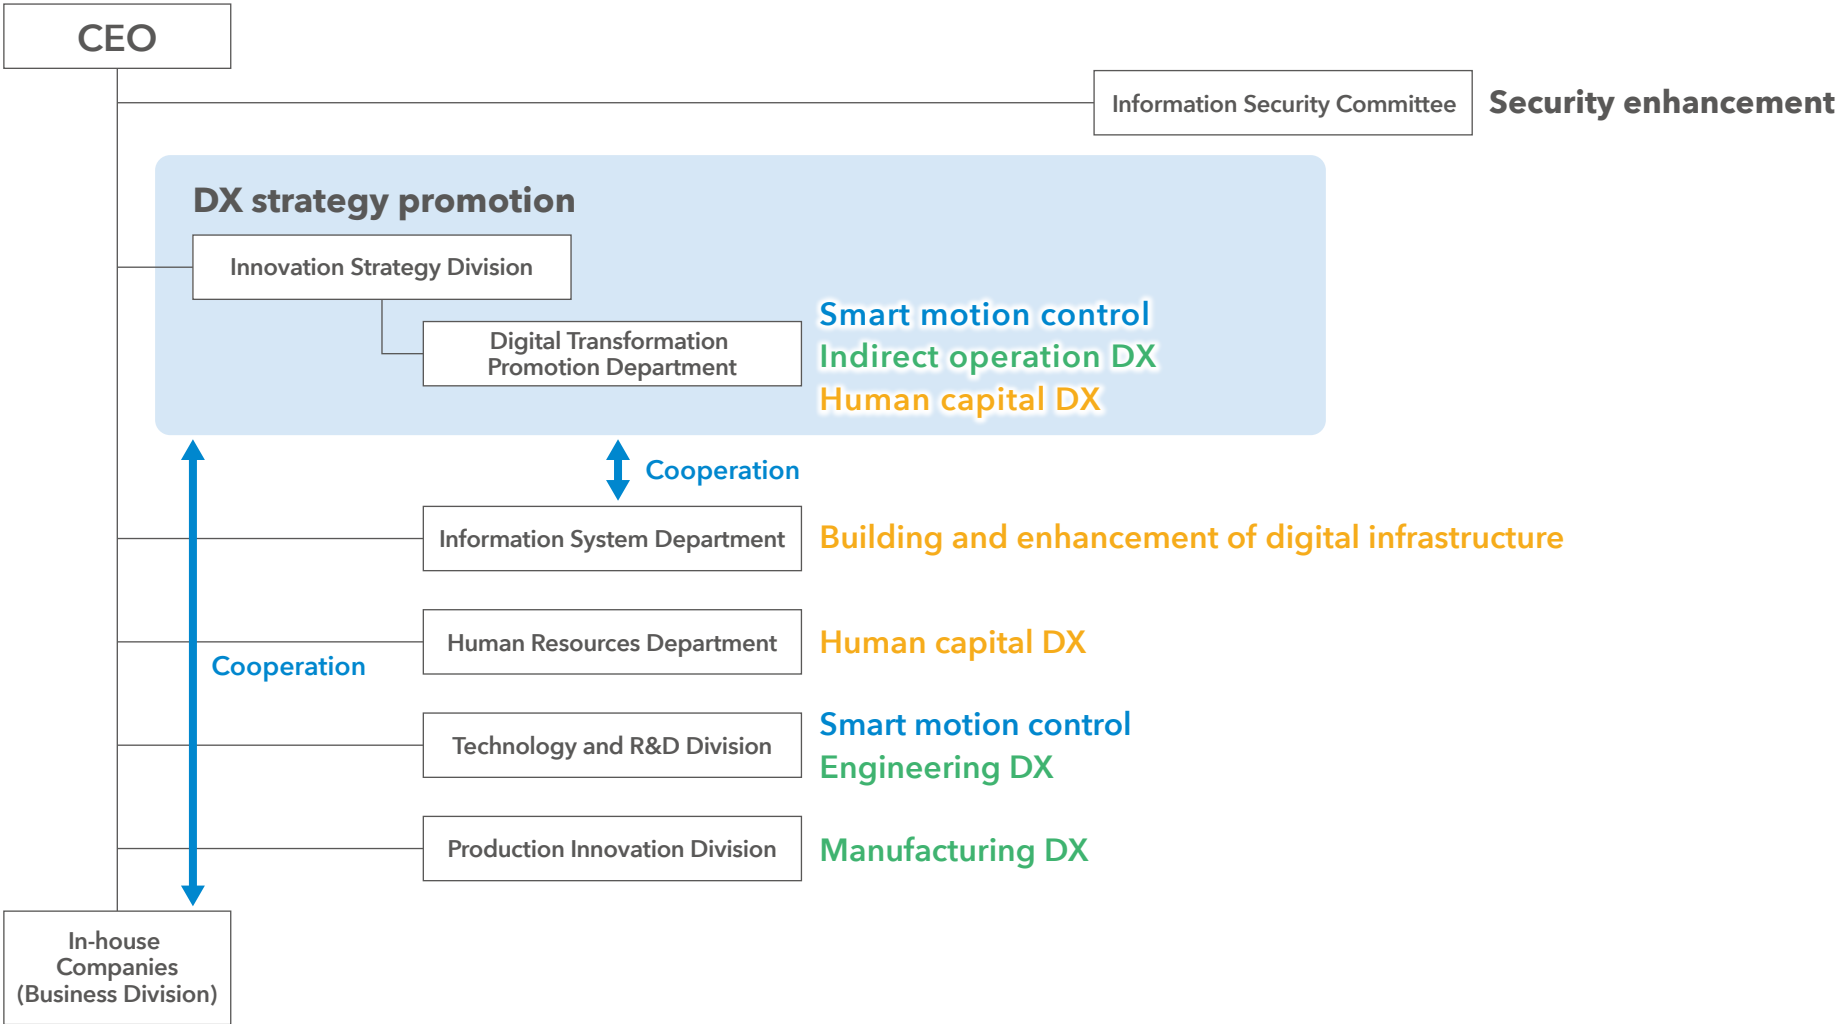 CEO
Information Security Committee
Security enhancement
DX strategy promotion
Innovation Strategy Division
Digital Transformation
Promotion Department
Smart motion control
Indirect operation DX
Human capital DX
Cooperation
Information System Department
Building and enhancement of digital infrastructure
Human Resources Department
Human capital DX
Cooperation
Technology and R&D Division
Smart motion control
Engineering DX
Production Innovation Division
Manufacturing DX
In-house
Companies
(Business Division)